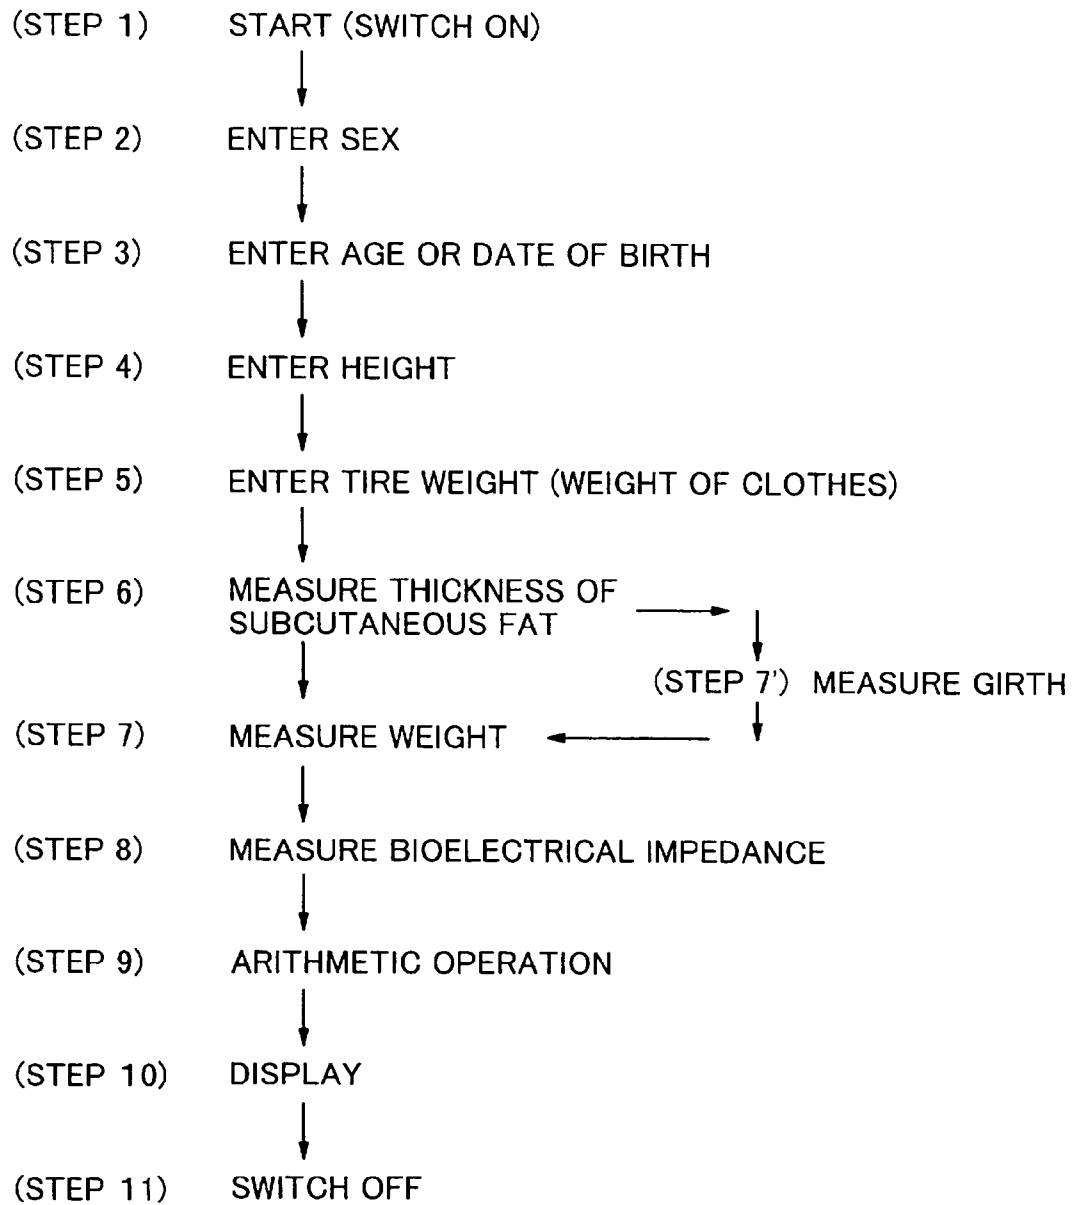 (STEP 1) START (SWITCH ON)
(STEP 2) ENTER SEX
(STEP 3) ENTER AGE OR DATE OF BIRTH
(STEP 4) ENTER HEIGHT
(STEP 5) ENTER TIRE WEIGHT (WEIGHT OF CLOTHES)
(STEP 6) MEASURE THICKNESS OF
SUBCUTANEOUS FAT
(STEP 7') MEASURE GIRTH
(STEP 7) MEASURE WEIGHT
(STEP 8) MEASURE BIOELECTRICAL IMPEDANCE
(STEP 9) ARITHMETIC OPERATION
(STEP 10) DISPLAY
(STEP 11) SWITCH OFF